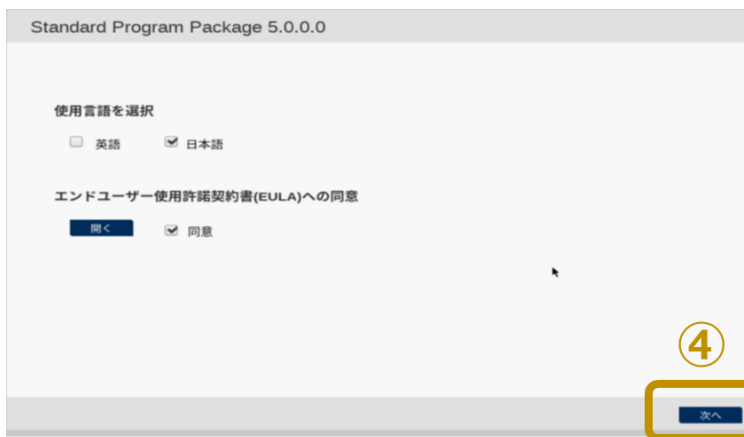 Standard Program Package 5.0.0.0
使用言語を選択
英語 日本語
エンドユーザー使用許諾契約書(EULA)への同意
開く 同意
④
次へ